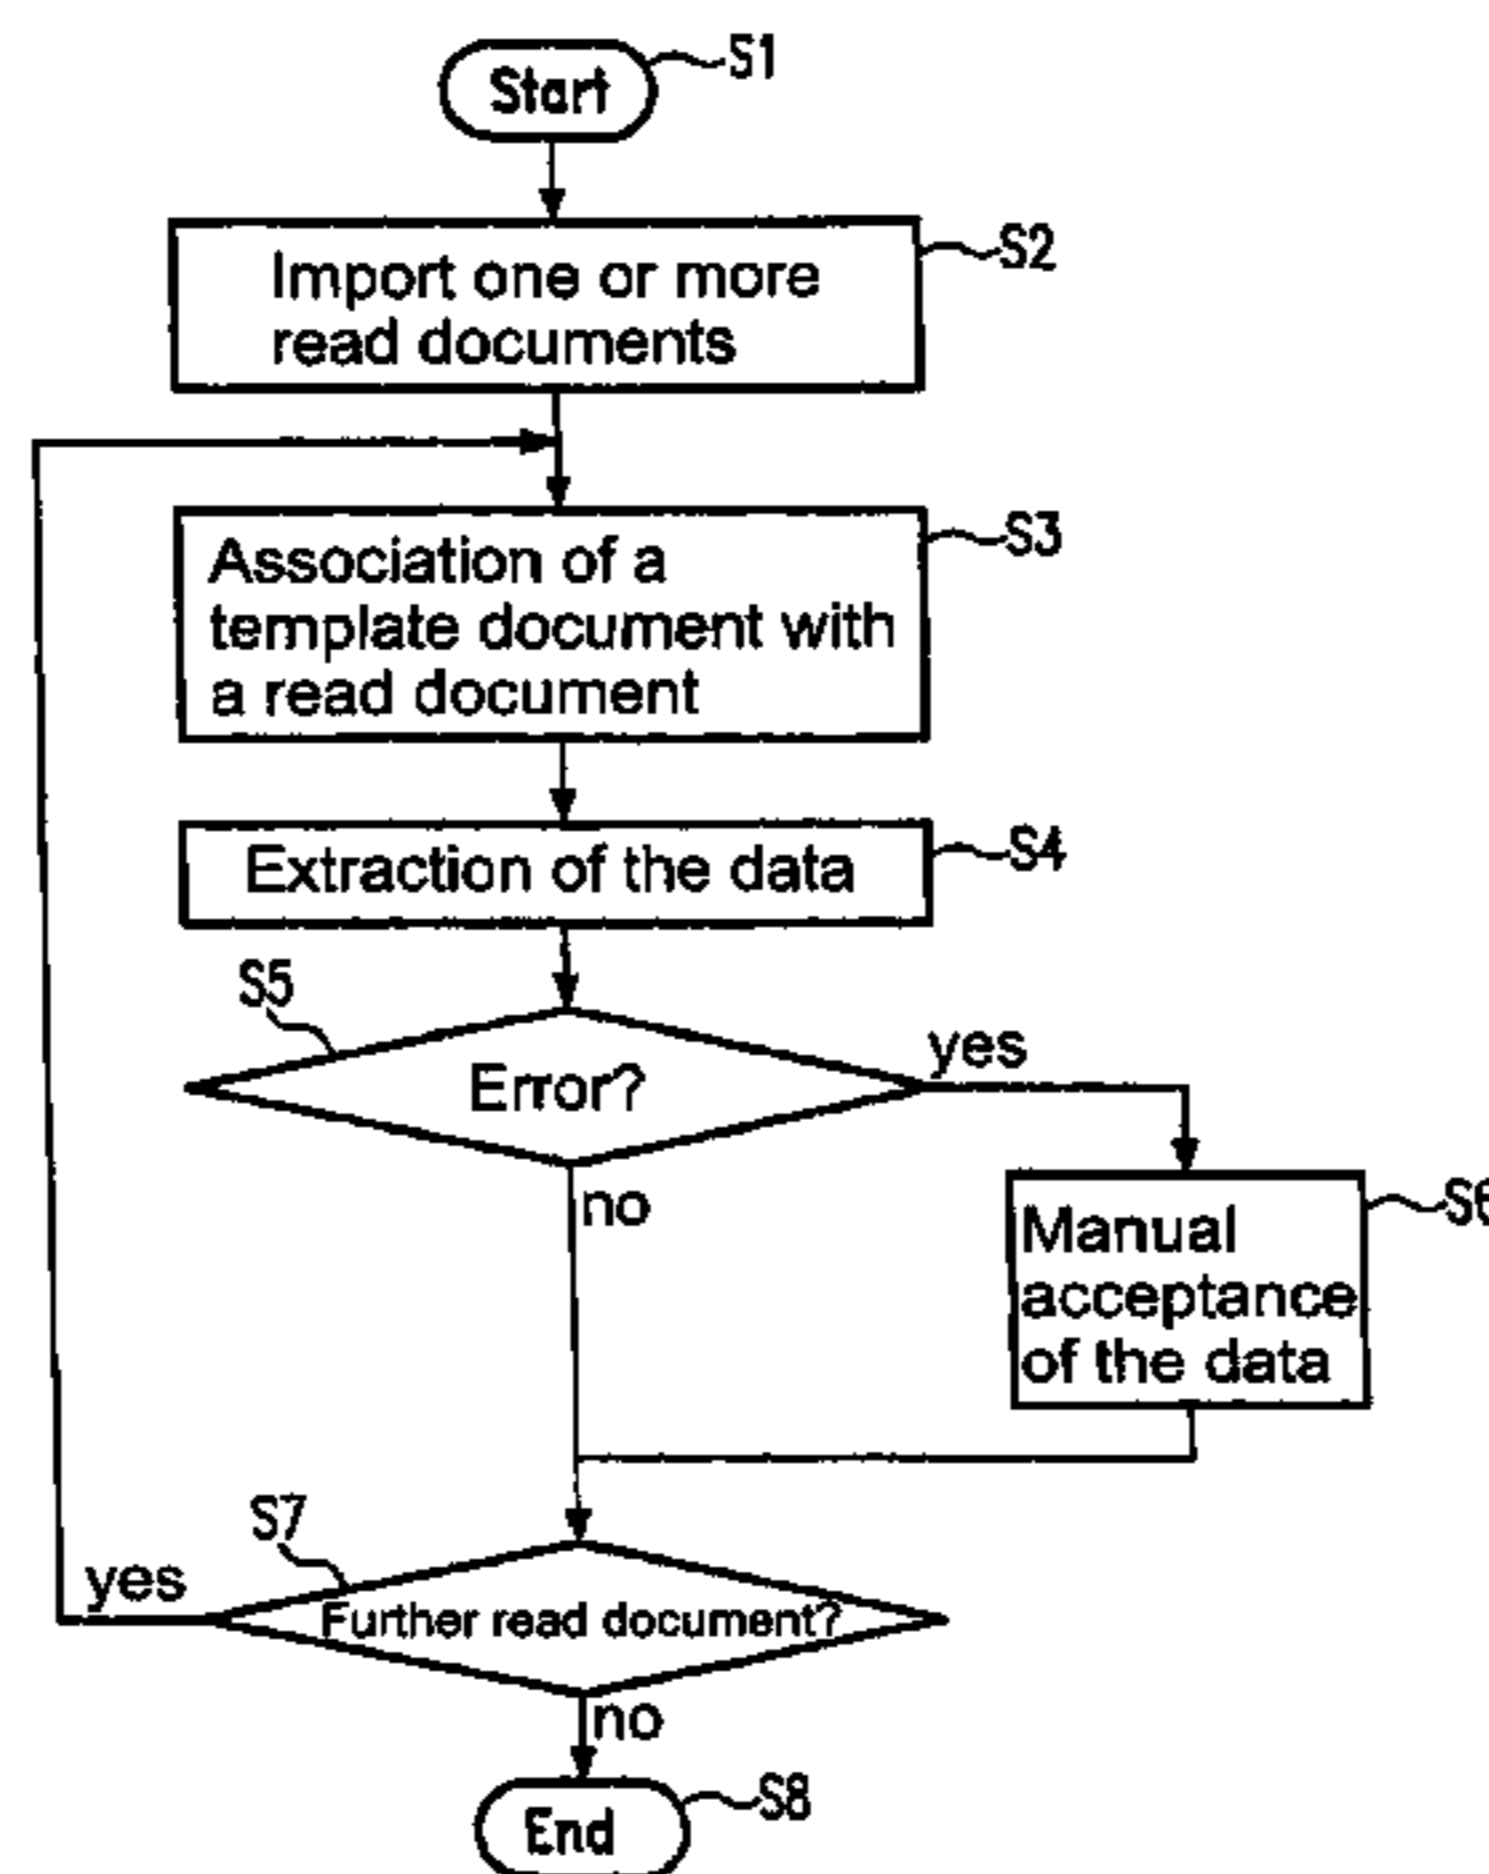 Start
S1
Import one or more
read documents
S2
Association of a
template document with
a read document
S3
Extraction of the data
S4
S5
Error?
yes
no
Manual
acceptance
of the data
S6
S7
yes
Further read document?
no
End
S8